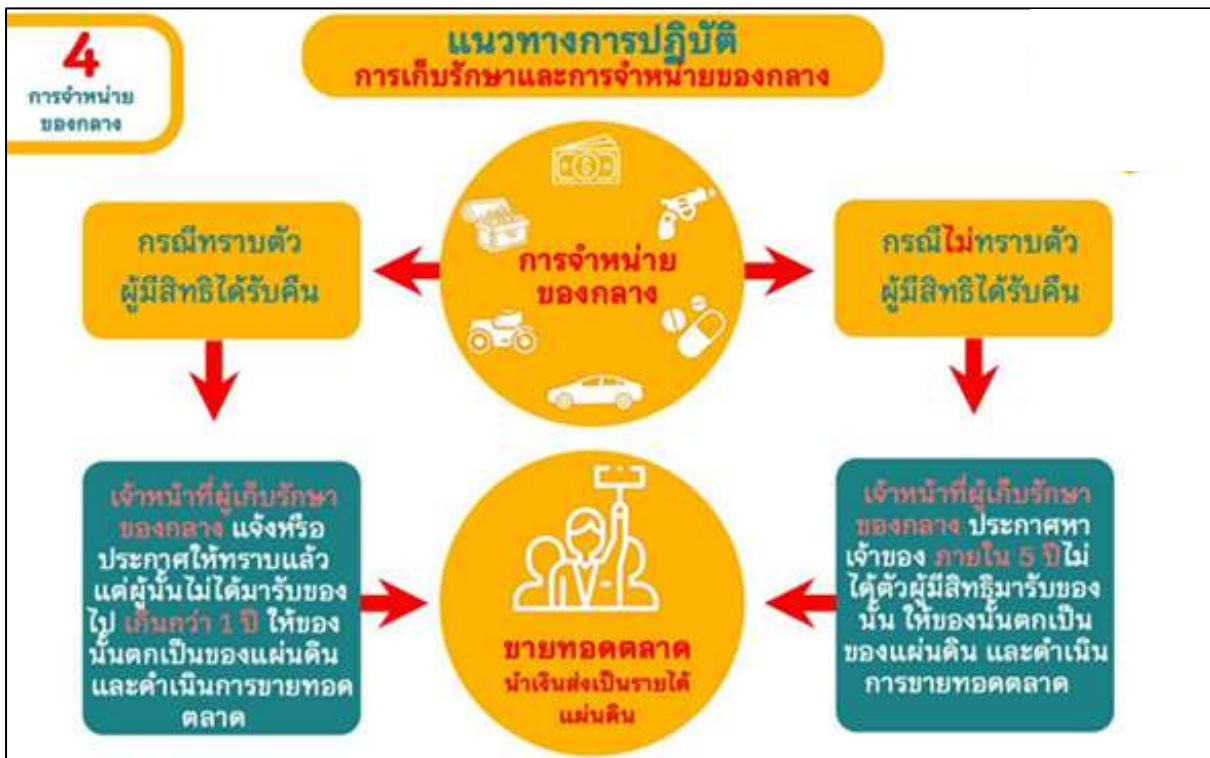 4
การจำหน่าย
ของกลาง
แนวทางการปฏิบัติ
การเก็บรักษาและการจำหน่ายของกลาง
กรณีทราบตัว
ผู้มีสิทธิได้รับคืน
การจำหน่าย
ของกลาง
กรณีไม่ทราบตัว
ผู้มีสิทธิได้รับคืน
เจ้าหน้าที่ผู้เก็บรักษา
ของกลาง แจ้งหรือ
ประกาศให้ทราบแล้ว
แต่ผู้นั้นไม่ได้มารับของ
ไป เกินกว่า 1 ปี ให้ของ
นั้นตกเป็นของแผ่นดิน
และดำเนินการขายทอด
ตลาด
ขายทอดตลาด
นำเงินส่งเป็นรายได้
แผ่นดิน
เจ้าหน้าที่ผู้เก็บรักษา
ของกลาง ประกาศหา
เจ้าของ ภายใน 5 ปีไม่
ได้ตัวผู้มีสิทธิมารับของ
นั้น ให้ของนั้นตกเป็น
ของแผ่นดิน และดำเนิน
การขายทอดตลาด